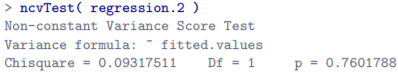 > ncvTest( regression.2 )
Non-constant Variance Score Test
Variance formula: ~ fitted.values
Chisquare = 0.09317511    Df = 1    p = 0.7601788